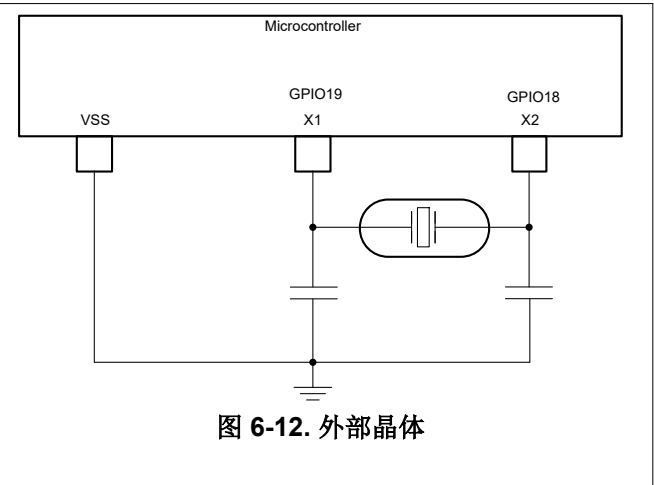 Microcontroller
GPIO19
GPIO18
VSS
X1
X2
图 6-12. 外部晶体